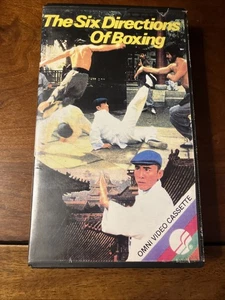 The Six Directions
Of Boxing
OMNI VIDEO CASSETTE